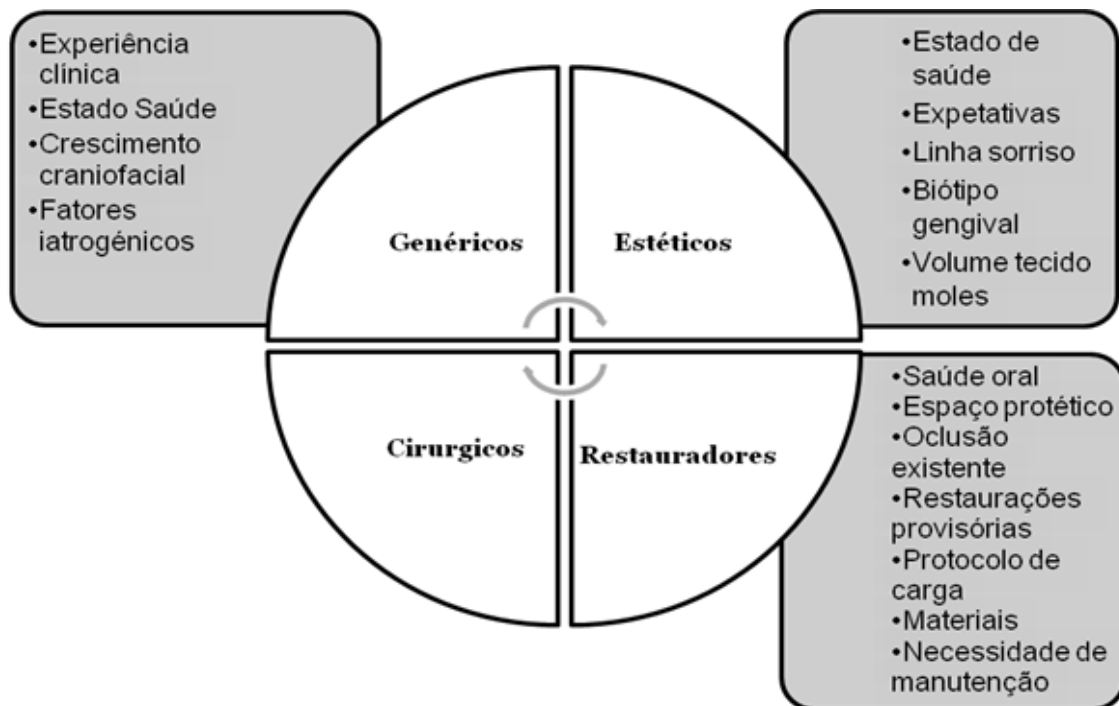 •Experiência
clínica
•Estado Saúde
•Crescimento
craniofacial
•Fatores
iatrogénicos
Genéricos
Estéticos
•Estado de
saúde
•Expetativas
•Linha sorriso
•Biótipo
gengival
•Volume tecido
moles
Cirurgicos
Restauradores
•Saúde oral
•Espaço protético
•Oclusão
existente
•Restaurações
provisórias
•Protocolo de
carga
•Materiais
•Necessidade de
manutenção